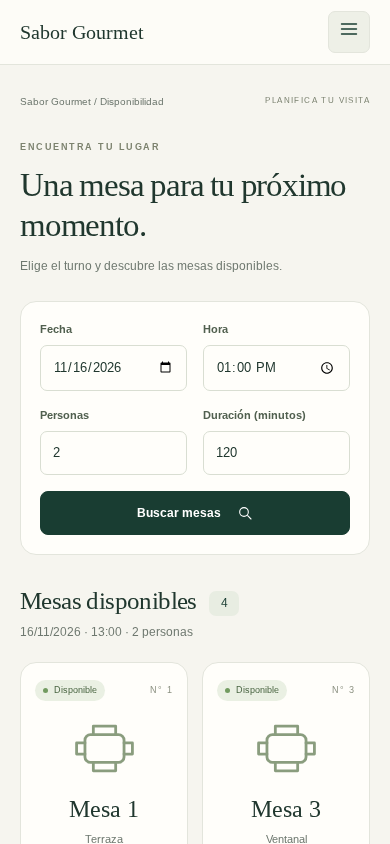 Sabor Gourmet
Sabor Gourmet / Disponibilidad
PLANIFICA TU VISITA
ENCUENTRA TU LUGAR
Una mesa para tu próximo
momento.
Elige el turno y descubre las mesas disponibles.
Fecha
Hora
11/16/2026
01:00 PM
Personas
Duración (minutos)
2
120
Buscar mesas
Mesas disponibles 4
16/11/2026 · 13:00 · 2 personas
Disponible N° 1
Disponible N° 3
Mesa 1
Mesa 3
Terraza
Ventanal